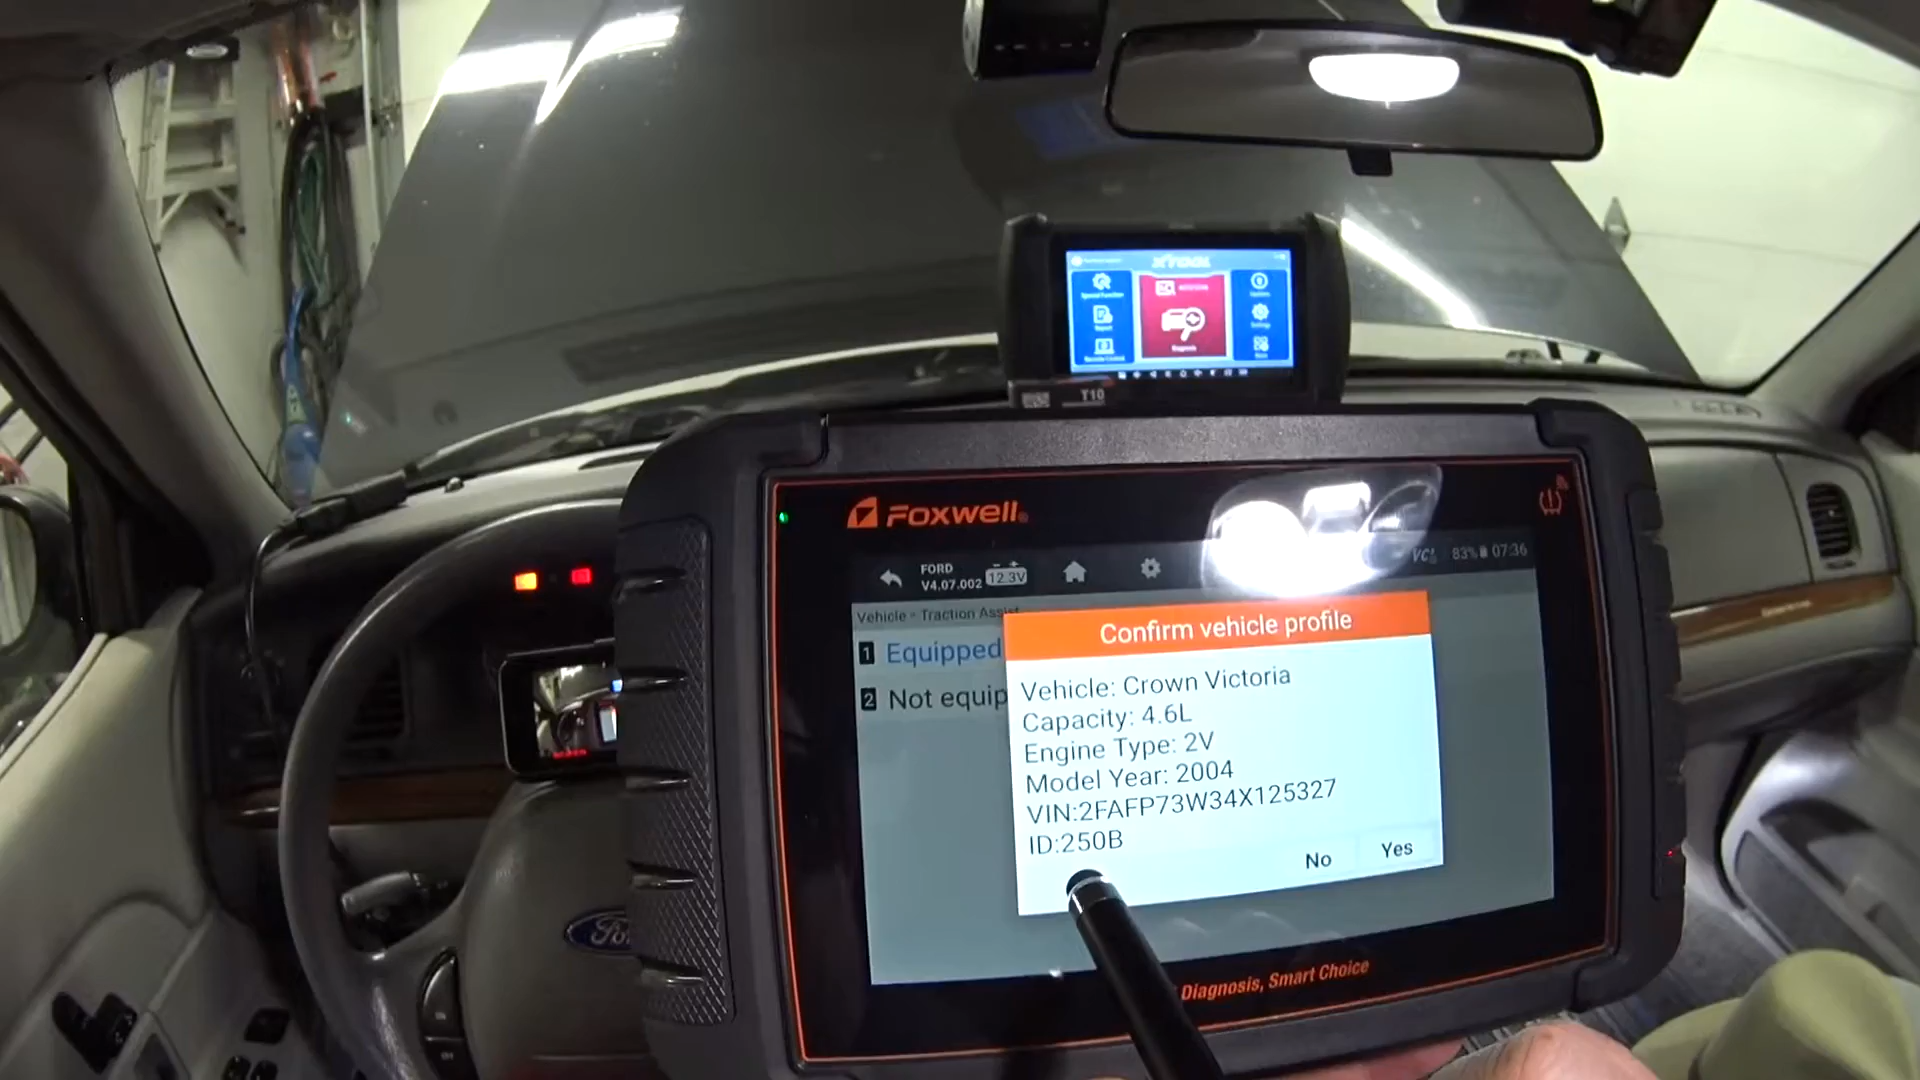 XTOOL
Diagnosis
T10
Foxwell
FORD
V4.07.002
12.3V
VCI
83%
07:36
Vehicle > Traction Assist
1 Equipped
2 Not equip
Confirm vehicle profile
Vehicle: Crown Victoria
Capacity: 4.6L
Engine Type: 2V
Model Year: 2004
VIN:2FAFP73W34X125327
ID:250B
No
Yes
Diagnosis, Smart Choice